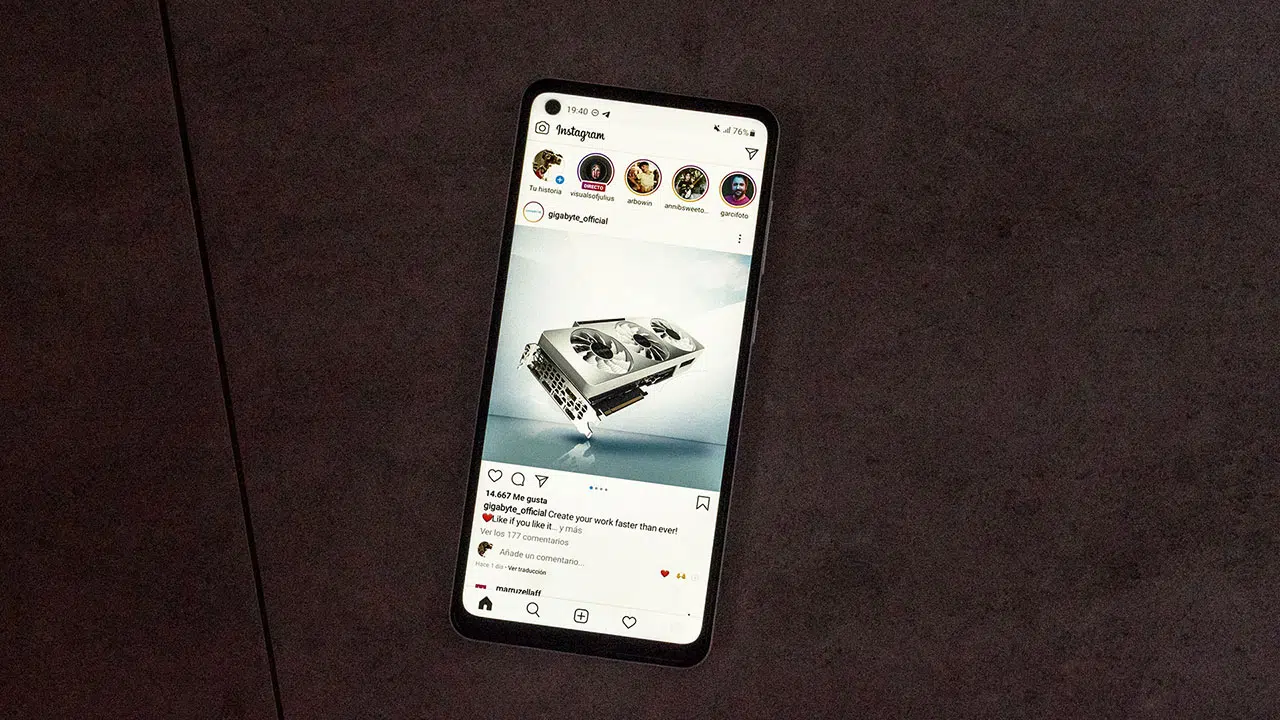 19:40
76%
Instagram
Tu historia
DIRECTO
visualsofjulius
arbowin
annibsweeto...
garcifoto
gigabyte_official
14.667 Me gusta
gigabyte_official Create your work faster than ever!
❤️Like if you like it... y más
Ver los 177 comentarios
Añade un comentario...
Hace 1 día · Ver traducción